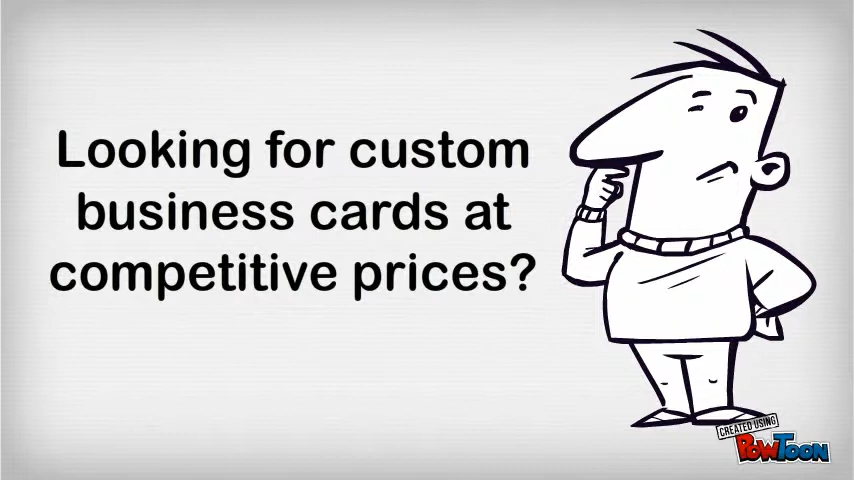 Looking for custom
business cards at
competitive prices?
CREATED USING
POWTOON